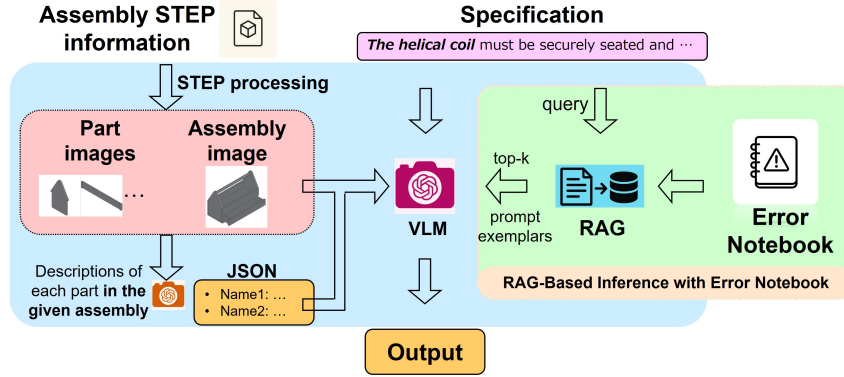 Assembly STEP
information
Specification
The helical coil must be securely seated and ⋯
STEP processing
query
Part
images
Assembly
image
...
top-k
prompt
exemplars
VLM
RAG
Error
Notebook
Descriptions of
each part in the
given assembly
JSON
• Name1: ...
• Name2: ...
RAG-Based Inference with Error Notebook
Output